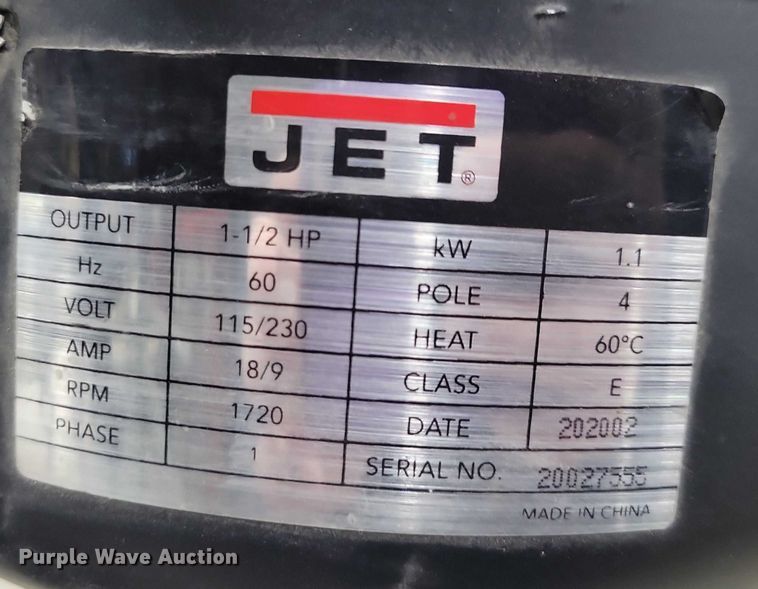 JET®
OUTPUT 1-1/2 HP kW 1.1
Hz 60 POLE 4
VOLT 115/230 HEAT 60°C
AMP 18/9 CLASS E
RPM 1720 DATE 202002
PHASE 1 SERIAL NO. 20027555
MADE IN CHINA
Purple Wave Auction